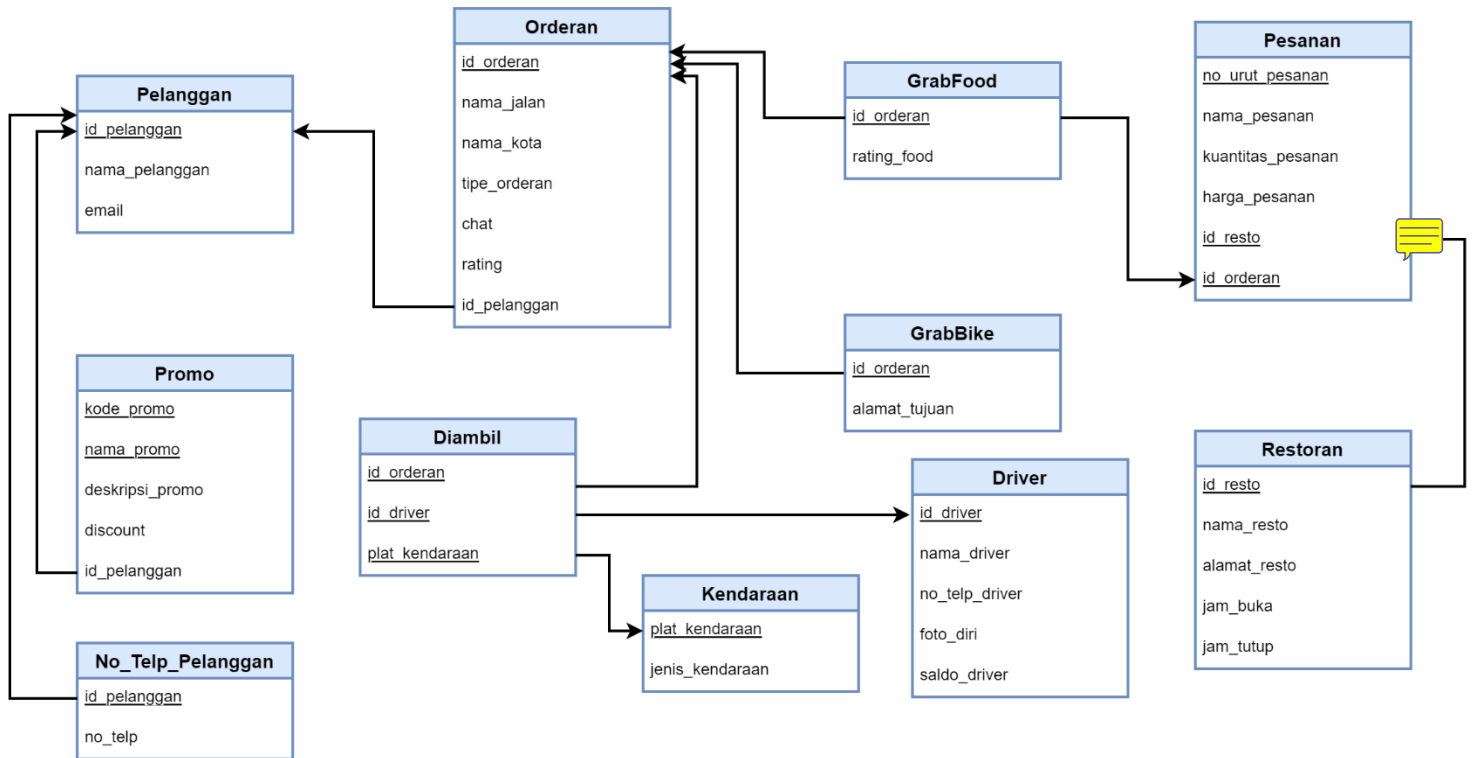 Pelanggan
id_pelanggan
nama_pelanggan
email
Orderan
id_orderan
nama_jalan
nama_kota
tipe_orderan
chat
rating
id_pelanggan
GrabFood
id_orderan
rating_food
Pesanan
no_urut_pesanan
nama_pesanan
kuantitas_pesanan
harga_pesanan
id_resto
id_orderan
GrabBike
id_orderan
alamat_tujuan
Promo
kode_promo
nama_promo
deskripsi_promo
discount
id_pelanggan
Diambil
id_orderan
id_driver
plat_kendaraan
Driver
id_driver
nama_driver
no_telp_driver
foto_diri
saldo_driver
Restoran
id_resto
nama_resto
alamat_resto
jam_buka
jam_tutup
Kendaraan
plat_kendaraan
jenis_kendaraan
No_Telp_Pelanggan
id_pelanggan
no_telp